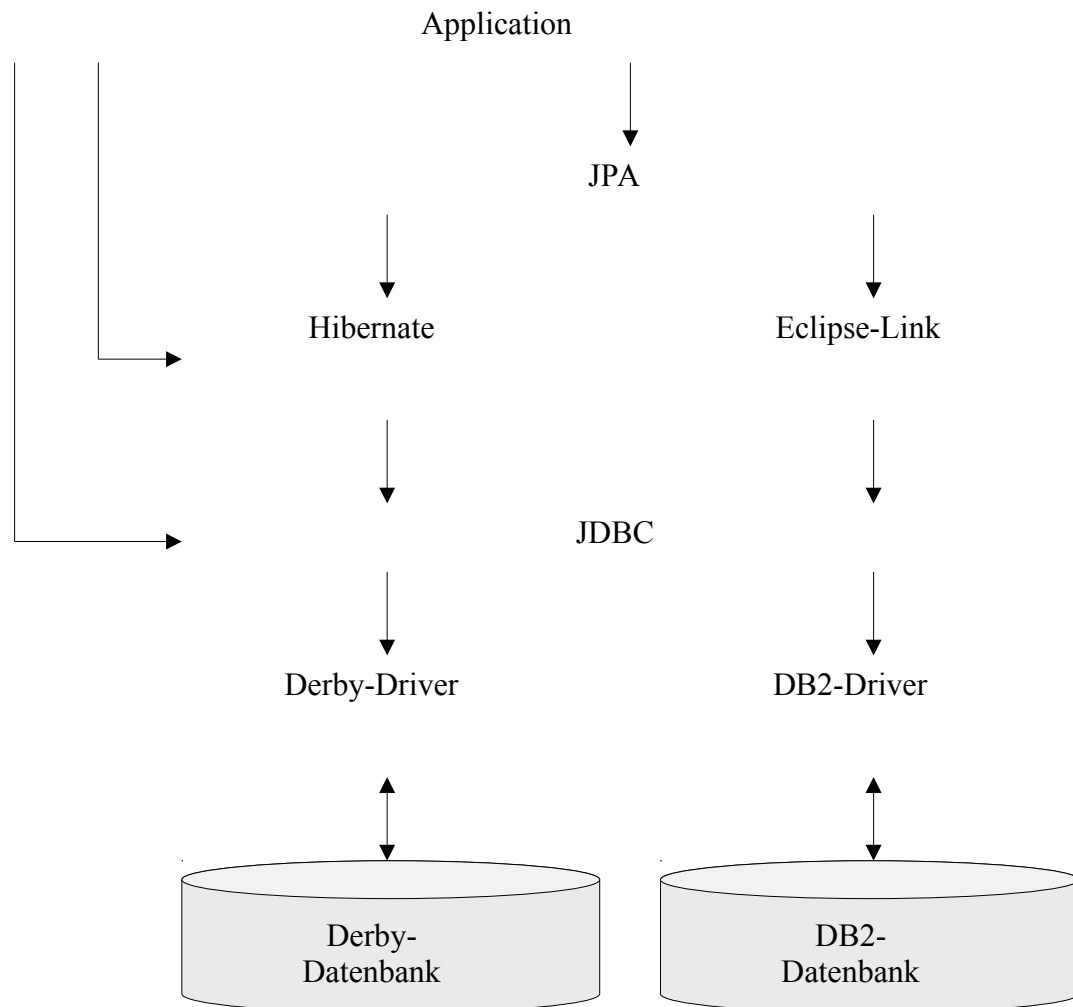 Application
JPA
Hibernate
Eclipse-Link
JDBC
Derby-Driver
DB2-Driver
Derby-
Datenbank
DB2-
Datenbank